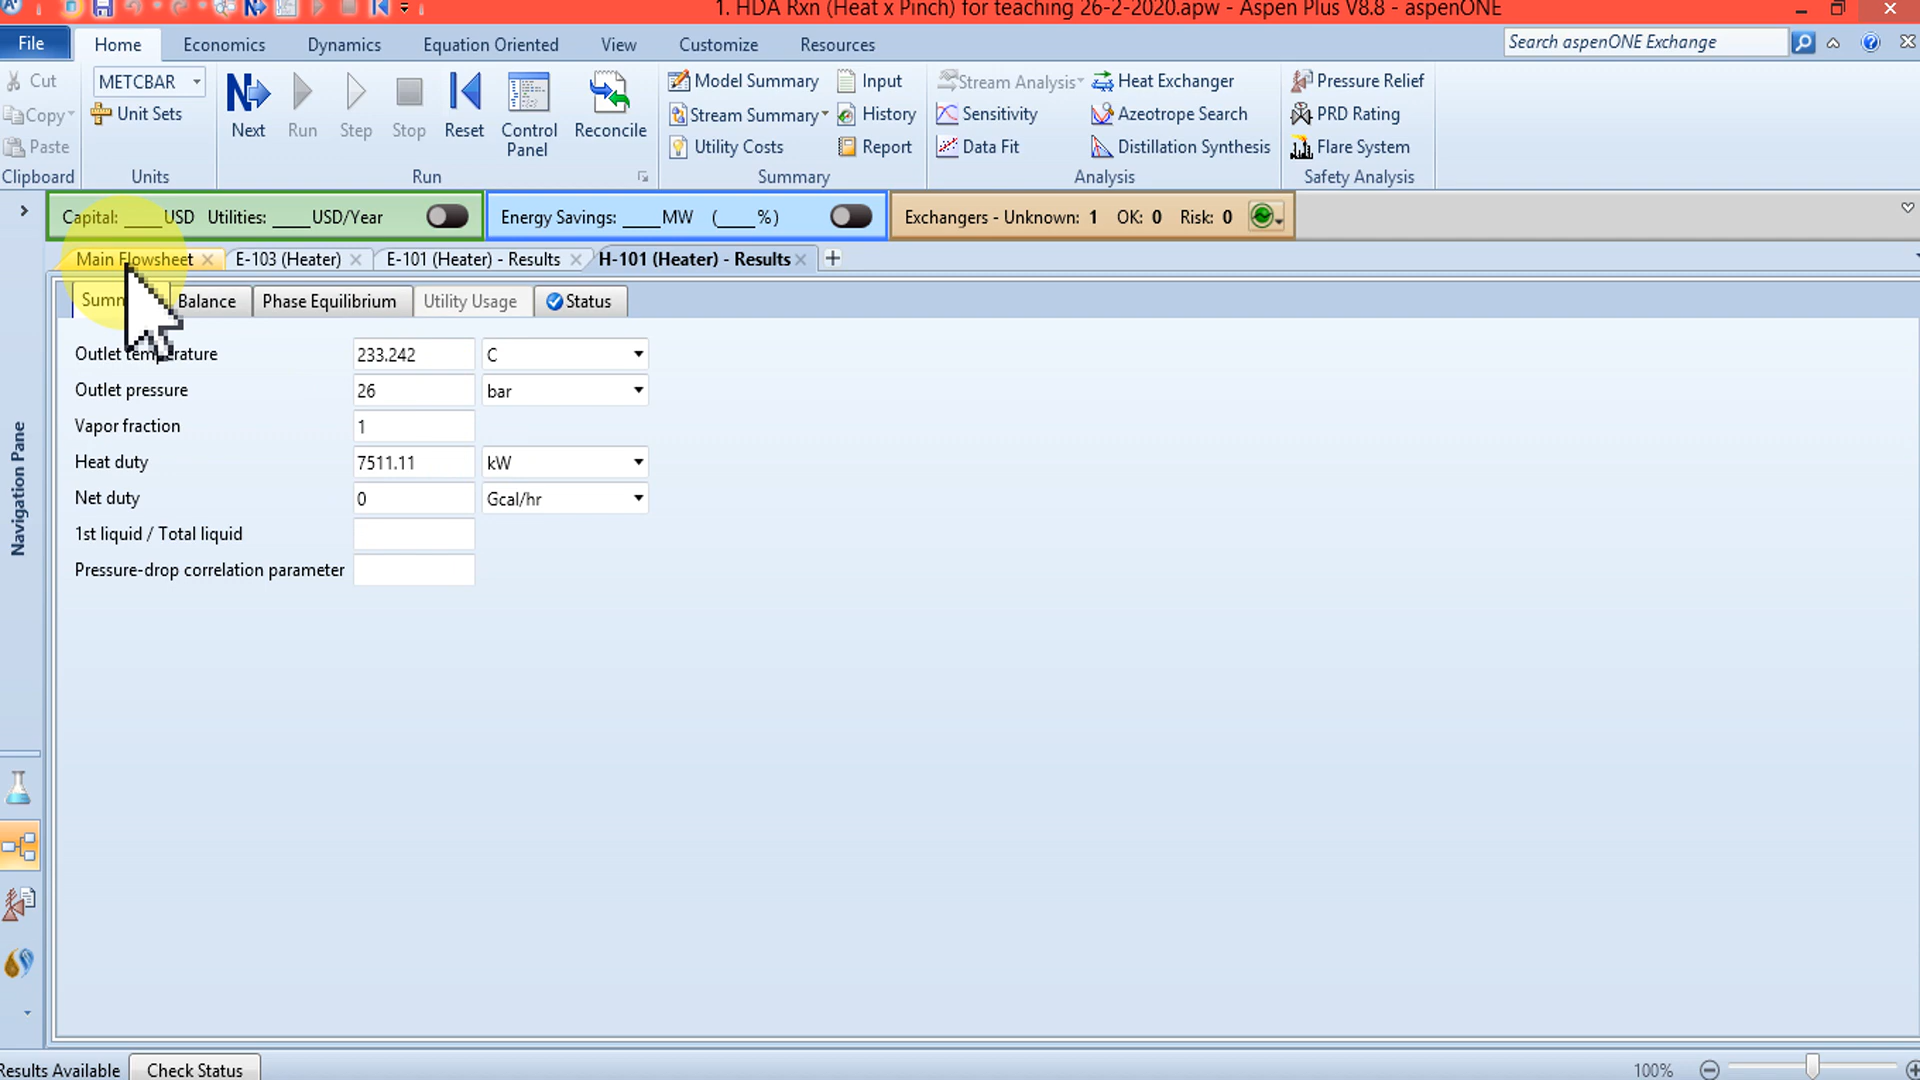 1. HDA Rxn (Heat x Pinch) for teaching 26-2-2020.apw - Aspen Plus V8.8 - aspenONE
File Home Economics Dynamics Equation Oriented View Customize Resources Search aspenONE Exchange
Cut METCBAR Model Summary Input Stream Analysis Heat Exchanger Pressure Relief
Copy Unit Sets Stream Summary History Sensitivity Azeotrope Search PRD Rating
Next Run Step Stop Reset Control Panel Reconcile
Paste Utility Costs Report Data Fit Distillation Synthesis Flare System
Clipboard Units Run Summary Analysis Safety Analysis
Capital: ____USD Utilities: ____USD/Year Energy Savings: ____MW (____%) Exchangers - Unknown: 1 OK: 0 Risk: 0
Main Flowsheet E-103 (Heater) E-101 (Heater) - Results H-101 (Heater) - Results
Balance Phase Equilibrium Utility Usage Status
Outlet temperature 233.242 C
Outlet pressure 26 bar
Vapor fraction 1
Heat duty 7511.11 kW
Net duty 0 Gcal/hr
1st liquid / Total liquid
Pressure-drop correlation parameter
Navigation Pane
Results Available Check Status 100%